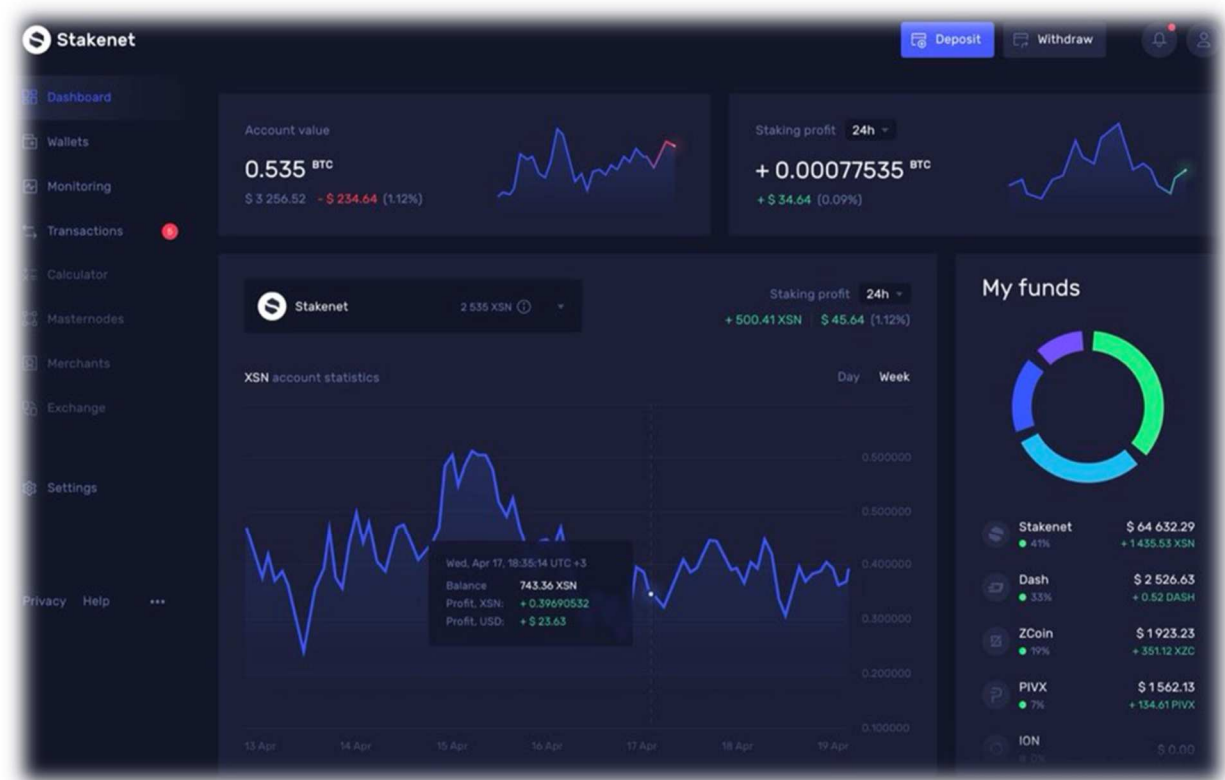 Stakenet
Deposit
Withdraw
Dashboard
Wallets
Monitoring
Transactions 5
Calculator
Masternodes
Merchants
Exchange
Settings
Privacy Help •••
Account value
0.535 BTC
$ 3 256.52 - $ 234.64 (1.12%)
Staking profit 24h
+ 0.00077535 BTC
+ $ 34.64 (0.09%)
Stakenet 2 535 XSN
Staking profit 24h
+ 500.41 XSN $ 45.64 (1.12%)
XSN account statistics
Day Week
0.500000
0.500000
0.400000
0.300000
0.200000
0.100000
Wed, Apr 17, 18:35:14 UTC +3
Balance 743.36 XSN
Profit, XSN: + 0.39690532
Profit, USD: + $ 23.63
13 Apr 14 Apr 15 Apr 16 Apr 17 Apr 18 Apr 19 Apr
My funds
Stakenet $ 64 632.29
41% + 1 435.53 XSN
Dash $ 2 526.63
33% + 0.52 DASH
ZCoin $ 1 923.23
19% + 351.12 XZC
PIVX $ 1 562.13
7% + 134.61 PIVX
ION $ 0.00
0%